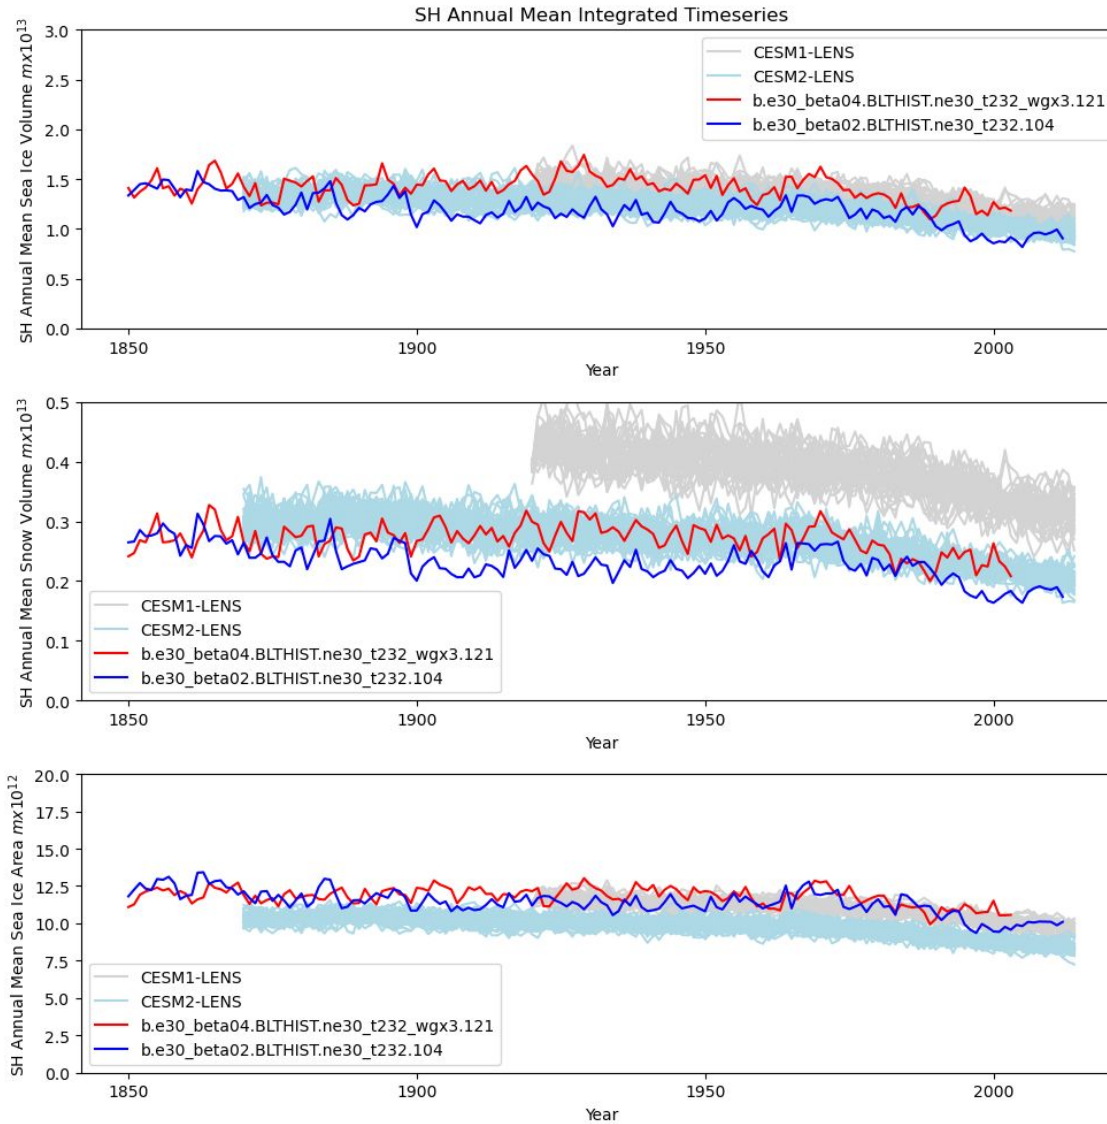 SH Annual Mean Integrated Timeseries
SH Annual Mean Sea Ice Volume mx10^13
3.0
2.5
2.0
1.5
1.0
0.5
0.0
CESM1-LENS
CESM2-LENS
b.e30_beta04.BLTHIST.ne30_t232_wgx3.121
b.e30_beta02.BLTHIST.ne30_t232.104
1850 1900 1950 2000
Year
SH Annual Mean Snow Volume mx10^13
0.5
0.4
0.3
0.2
0.1
0.0
CESM1-LENS
CESM2-LENS
b.e30_beta04.BLTHIST.ne30_t232_wgx3.121
b.e30_beta02.BLTHIST.ne30_t232.104
1850 1900 1950 2000
Year
SH Annual Mean Sea Ice Area mx10^12
20.0
17.5
15.0
12.5
10.0
7.5
5.0
2.5
0.0
CESM1-LENS
CESM2-LENS
b.e30_beta04.BLTHIST.ne30_t232_wgx3.121
b.e30_beta02.BLTHIST.ne30_t232.104
1850 1900 1950 2000
Year